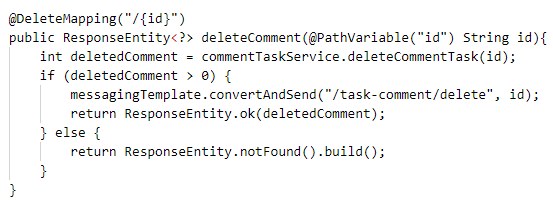 @DeleteMapping("/{id}")
public ResponseEntity<?> deleteComment(@PathVariable("id") String id){
    int deletedComment = commentTaskService.deleteCommentTask(id);
    if (deletedComment > 0) {
        messagingTemplate.convertAndSend("/task-comment/delete", id);
        return ResponseEntity.ok(deletedComment);
    } else {
        return ResponseEntity.notFound().build();
    }
}